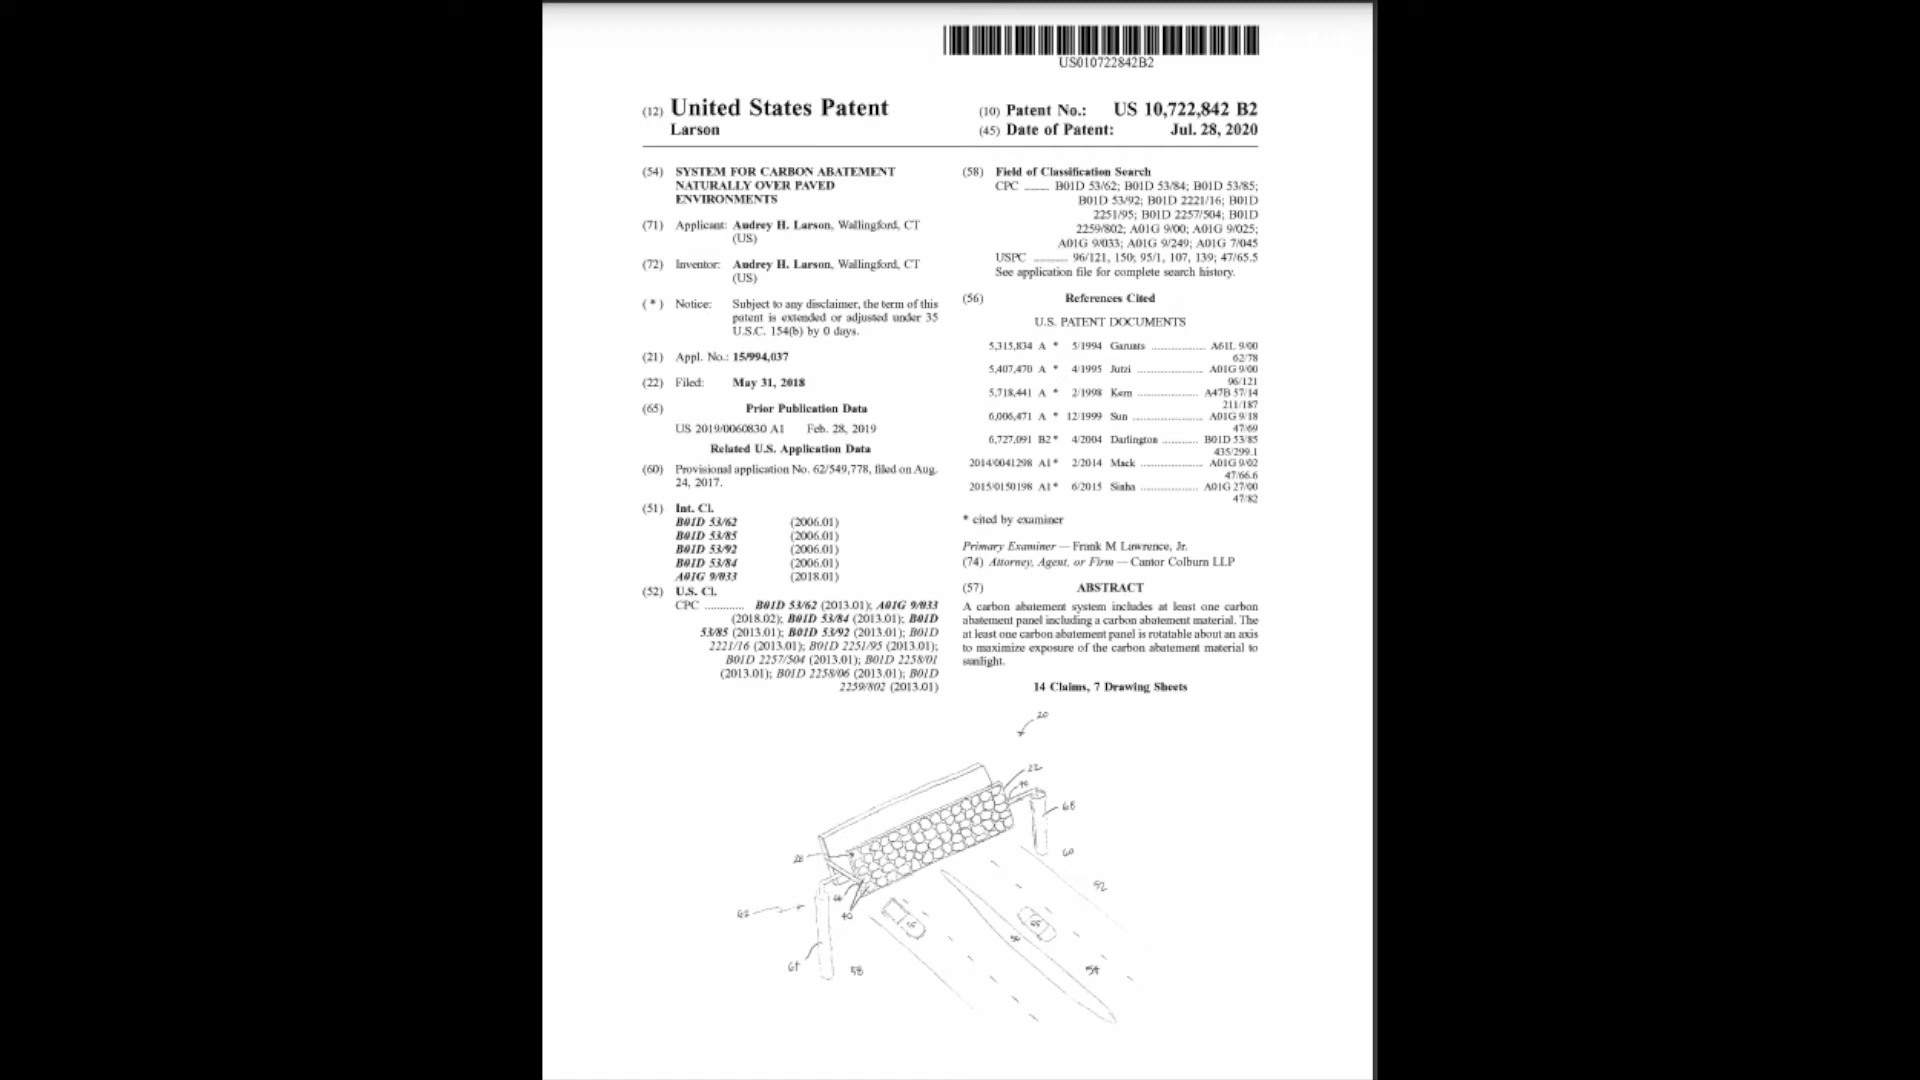 US010722842B2
(12) United States Patent
Larson
(10) Patent No.: US 10,722,842 B2
(45) Date of Patent: Jul. 28, 2020
(54) SYSTEM FOR CARBON ABATEMENT
NATURALLY OVER PAVED
ENVIRONMENTS
(71) Applicant: Audrey H. Larson, Wallingford, CT
(US)
(72) Inventor: Audrey H. Larson, Wallingford, CT
(US)
(*) Notice: Subject to any disclaimer, the term of this
patent is extended or adjusted under 35
U.S.C. 154(b) by 0 days.
(21) Appl. No.: 15/994,037
(22) Filed: May 31, 2018
(65) Prior Publication Data
US 2019/0060830 A1 Feb. 28, 2019
Related U.S. Application Data
(60) Provisional application No. 62/549,778, filed on Aug.
24, 2017.
(51) Int. Cl.
B01D 53/62 (2006.01)
B01D 53/85 (2006.01)
B01D 53/92 (2006.01)
B01D 53/84 (2006.01)
A01G 9/033 (2018.01)
(52) U.S. Cl.
CPC ............ B01D 53/62 (2013.01); A01G 9/033
(2018.02); B01D 53/84 (2013.01); B01D
53/85 (2013.01); B01D 53/92 (2013.01); B01D
2221/16 (2013.01); B01D 2251/95 (2013.01);
B01D 2257/504 (2013.01); B01D 2258/01
(2013.01); B01D 2258/06 (2013.01); B01D
2259/802 (2013.01)
(58) Field of Classification Search
CPC ........ B01D 53/62; B01D 53/84; B01D 53/85;
B01D 53/92; B01D 2221/16; B01D
2251/95; B01D 2257/504; B01D
2259/802; A01G 9/00; A01G 9/025;
A01G 9/033; A01G 9/249; A01G 7/045
USPC .......... 96/121, 150; 95/1, 107, 139; 47/65.5
See application file for complete search history.
(56) References Cited
U.S. PATENT DOCUMENTS
5,315,834 A * 5/1994 Garunts ................. A61L 9/00
62/78
5,407,470 A * 4/1995 Jutzi ..................... A01G 9/00
96/121
5,718,441 A * 2/1998 Kern ................... A47B 57/14
211/187
6,006,471 A * 12/1999 Sun ..................... A01G 9/18
47/69
6,727,091 B2 * 4/2004 Darlington ........... B01D 53/85
435/299.1
2014/0041298 A1 * 2/2014 Mack ................... A01G 9/02
47/66.6
2015/0150198 A1 * 6/2015 Sinha .................. A01G 27/00
47/82
* cited by examiner
Primary Examiner — Frank M Lawrence, Jr.
(74) Attorney, Agent, or Firm — Cantor Colburn LLP
(57) ABSTRACT
A carbon abatement system includes at least one carbon
abatement panel including a carbon abatement material. The
at least one carbon abatement panel is rotatable about an axis
to maximize exposure of the carbon abatement material to
sunlight.
14 Claims, 7 Drawing Sheets
20
22
68
28
60
52
62
40
64
58
54